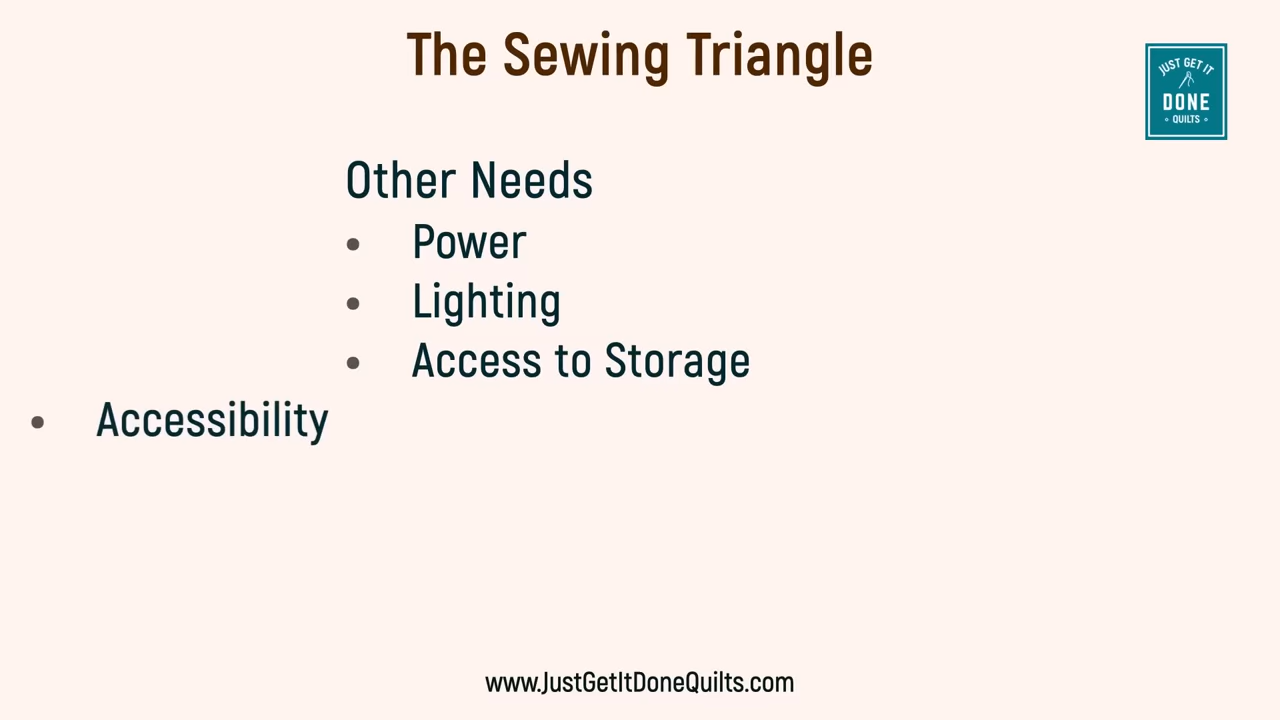 The Sewing Triangle
JUST GET IT
DONE
QUILTS
Other Needs
• Power
• Lighting
• Access to Storage
• Accessibility
www.JustGetItDoneQuilts.com